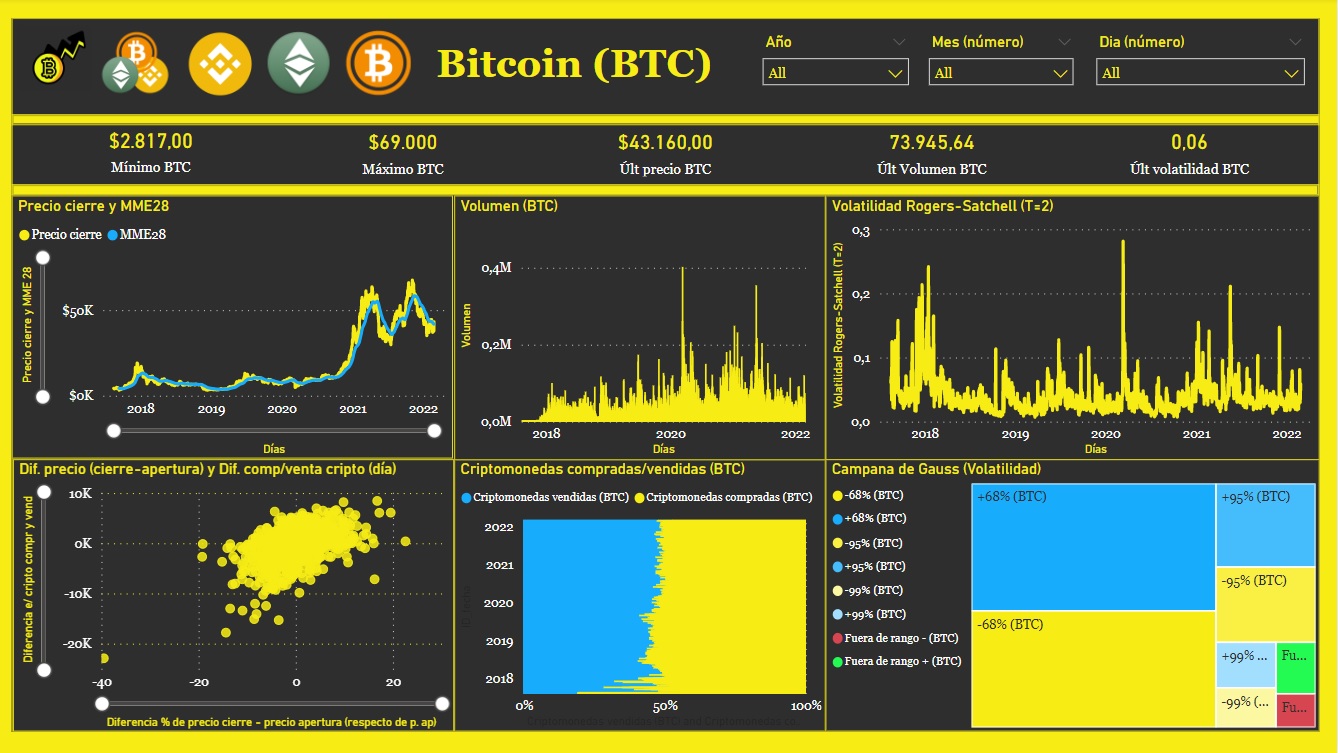 Bitcoin (BTC)
Año
Mes (número)
Dia (número)
All
All
All
$2.817,00
$69.000
$43.160,00
73.945,64
0,06
Mínimo BTC
Máximo BTC
Últ precio BTC
Últ Volumen BTC
Últ volatilidad BTC
Precio cierre y MME28
Precio cierre
MME28
Precio cierre y MME 28
$50K
$0K
2018
2019
2020
2021
2022
Días
Volumen (BTC)
Volumen
0,4M
0,2M
0,0M
2018
2020
2022
Días
Volatilidad Rogers-Satchell (T=2)
Volatilidad Rogers-Satchell (T=2)
0,3
0,2
0,1
0,0
2018
2019
2020
2021
2022
Días
Dif. precio (cierre-apertura) y Dif. comp/venta cripto (día)
Diferencia e/ cripto compr y vend
10K
0K
-10K
-20K
-40
-20
0
20
Diferencia % de precio cierre - precio apertura (respecto de p. ap)
Criptomonedas compradas/vendidas (BTC)
Criptomonedas vendidas (BTC)
Criptomonedas compradas (BTC)
2022
2021
2020
2019
2018
0%
50%
100%
Campana de Gauss (Volatilidad)
-68% (BTC)
+68% (BTC)
-95% (BTC)
+95% (BTC)
-99% (BTC)
+99% (BTC)
Fuera de rango - (BTC)
Fuera de rango + (BTC)
+68% (BTC)
-68% (BTC)
+95% (BTC)
-95% (BTC)
+99% ...
Fu...
-99% (...
Fu...